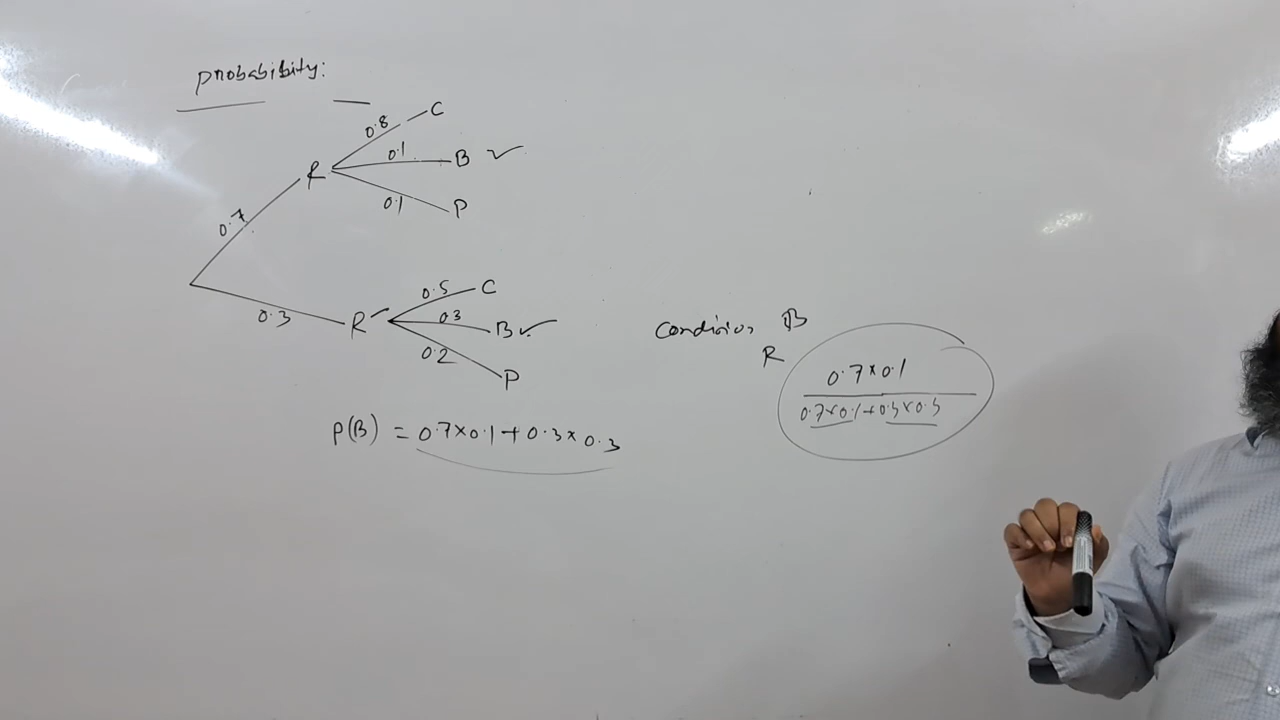 Probability:
0.8 C
0.7 R 0.1 B ✓
0.1 P
0.5 C
0.3 R' 0.3 B ✓
0.2 P
Condition B
R
0.7×0.1
0.7×0.1+0.3×0.3
P(B) = 0.7×0.1+0.3×0.3